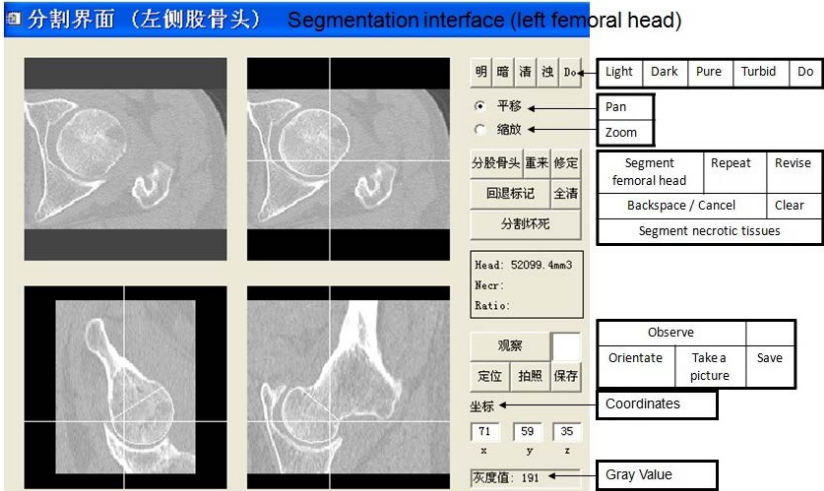 分割界面 (左侧股骨头) Segmentation interface (left femoral head)
明 暗 清 浊 Do
Light Dark Pure Turbid Do
平移
Pan
缩放
Zoom
分股骨头 重来 修定
Segment femoral head Repeat Revise
回退标记 全清
Backspace / Cancel Clear
分割坏死
Segment necrotic tissues
Head: 52099.4mm3
Necr:
Ratio:
观察
Observe
定位 拍照 保存
Orientate Take a picture Save
坐标
Coordinates
71 59 35
x y z
灰度值: 191
Gray Value